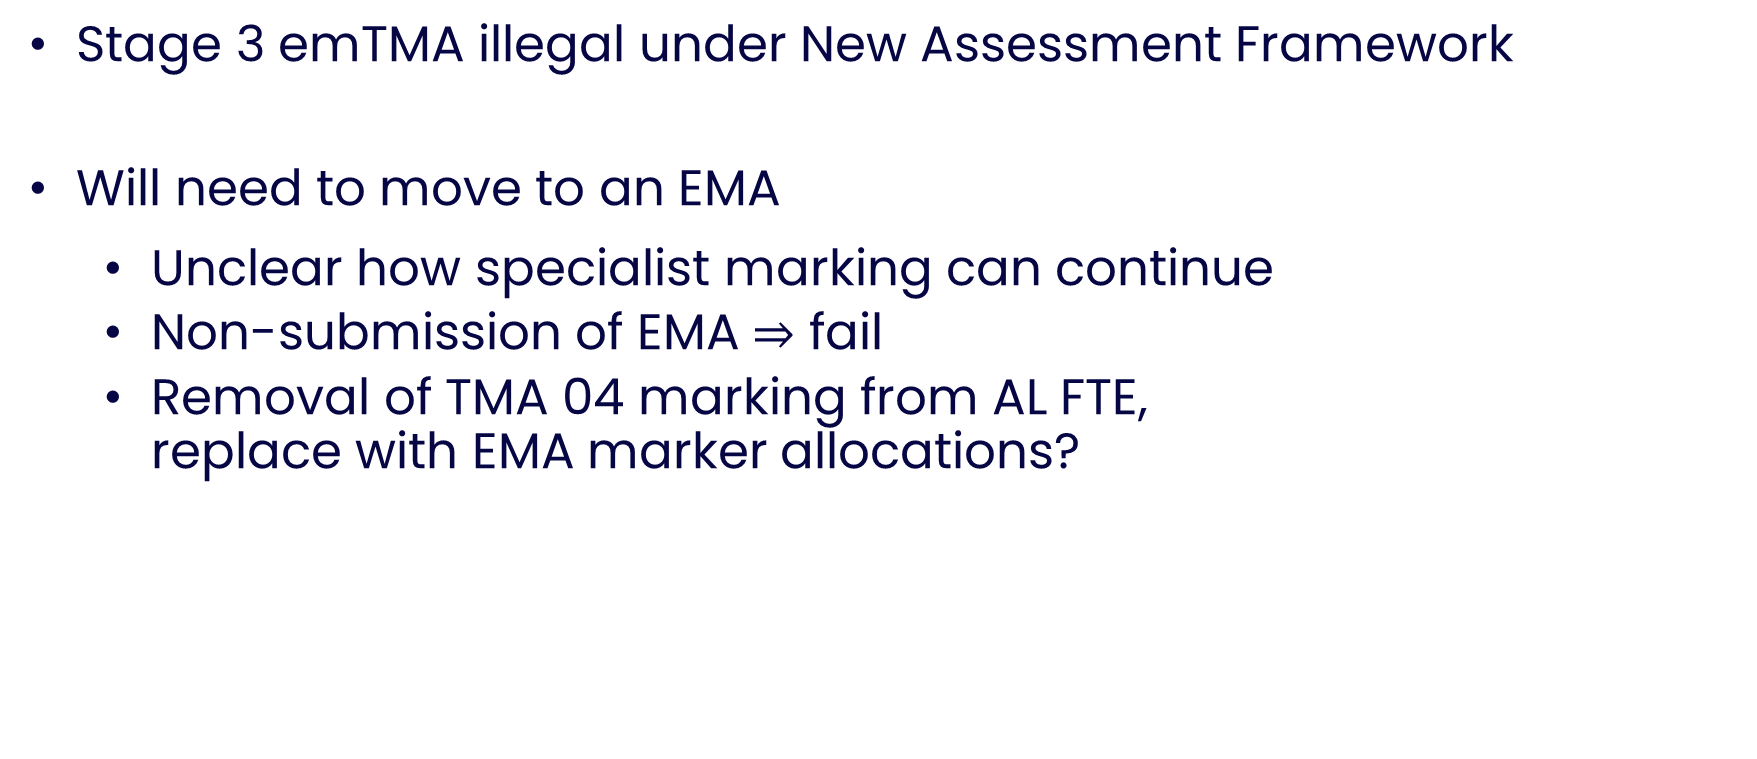 • Stage 3 emTMA illegal under New Assessment Framework
• Will need to move to an EMA
• Unclear how specialist marking can continue
• Non-submission of EMA ⇒ fail
• Removal of TMA 04 marking from AL FTE,
replace with EMA marker allocations?